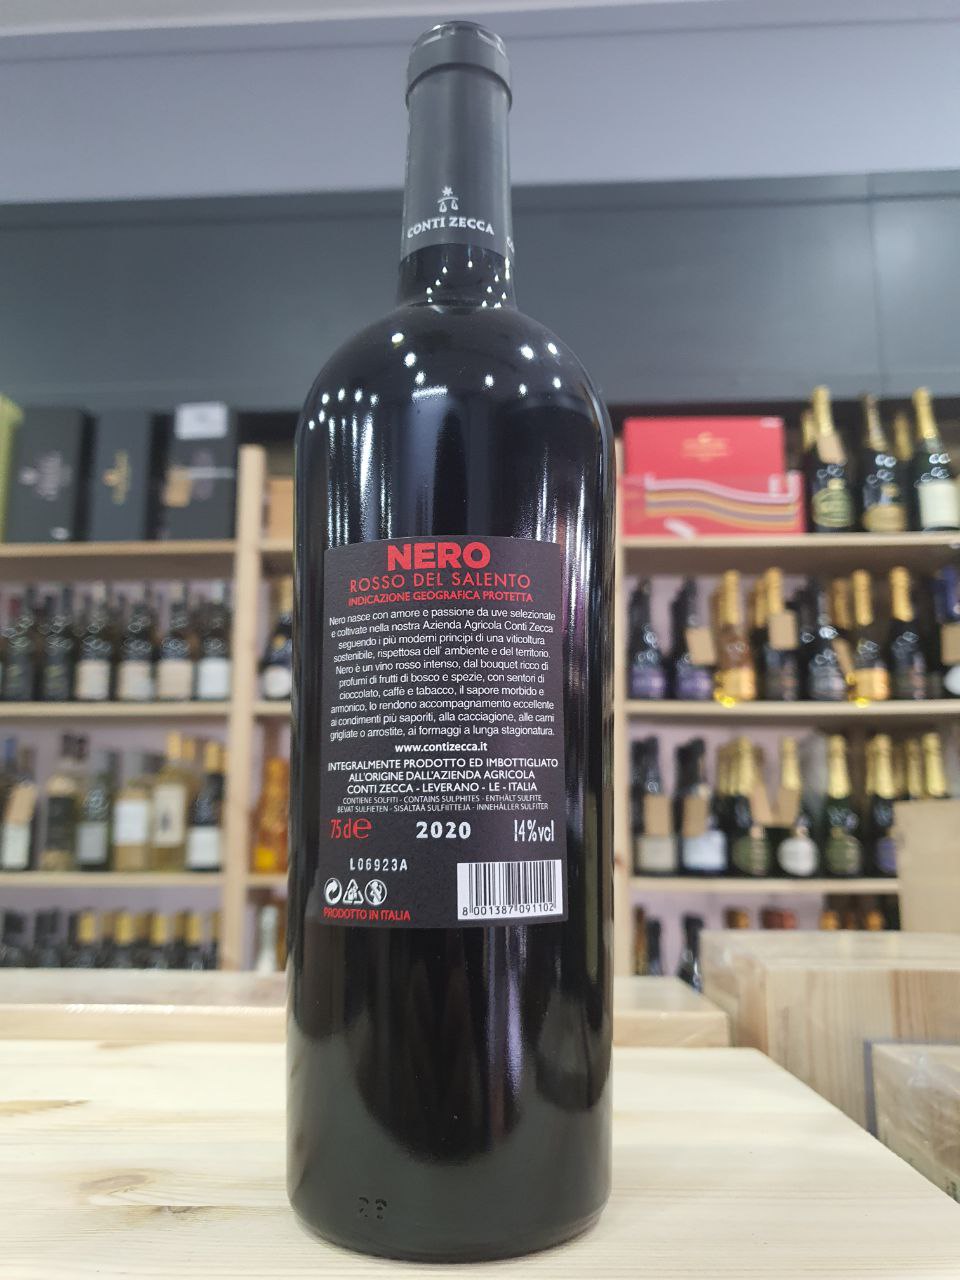 CONTI ZECCA
NERO
ROSSO DEL SALENTO
INDICAZIONE GEOGRAFICA PROTETTA
Nero nasce con amore e passione da uve selezionate
e coltivate nella nostra Azienda Agricola Conti Zecca
seguendo i più moderni principi di una viticoltura
sostenibile, rispettosa dell' ambiente e del territorio.
Nero è un vino rosso intenso, dal bouquet ricco di
profumi di frutti di bosco e spezie, con sentori di
cioccolato, caffè e tabacco, il sapore morbido e
armonico, lo rendono accompagnamento eccellente
ai condimenti più saporiti, alla cacciagione, alle carni
grigliate o arrostite, ai formaggi a lunga stagionatura.
www.contizecca.it
INTEGRALMENTE PRODOTTO ED IMBOTTIGLIATO
ALL'ORIGINE DALL'AZIENDA AGRICOLA
CONTI ZECCA - LEVERANO - LE - ITALIA
CONTIENE SOLFITI - CONTAINS SULPHITES - ENTHÄLT SULFITE
BEVAT SULFIETEN - SISÄLTÄÄ SULFIITTEJÄ - INNEHÅLLER SULFITER
75cl e 2020 14%vol
L06923A
8 001387 091102
PRODOTTO IN ITALIA